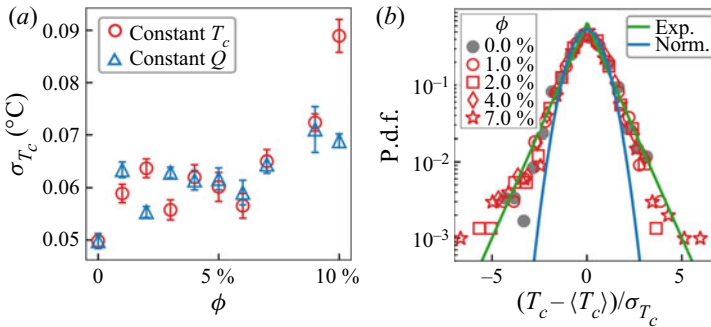 (a)
Constant T_c
Constant Q
0.09
0.08
0.07
0.06
0.05
σ_{T_c} (°C)
0
5 %
10 %
ϕ
(b)
ϕ
0.0 %
1.0 %
2.0 %
4.0 %
7.0 %
Exp.
Norm.
10⁻¹
10⁻²
10⁻³
P.d.f.
−5
0
5
(T_c – ⟨T_c⟩)/σ_{T_c}